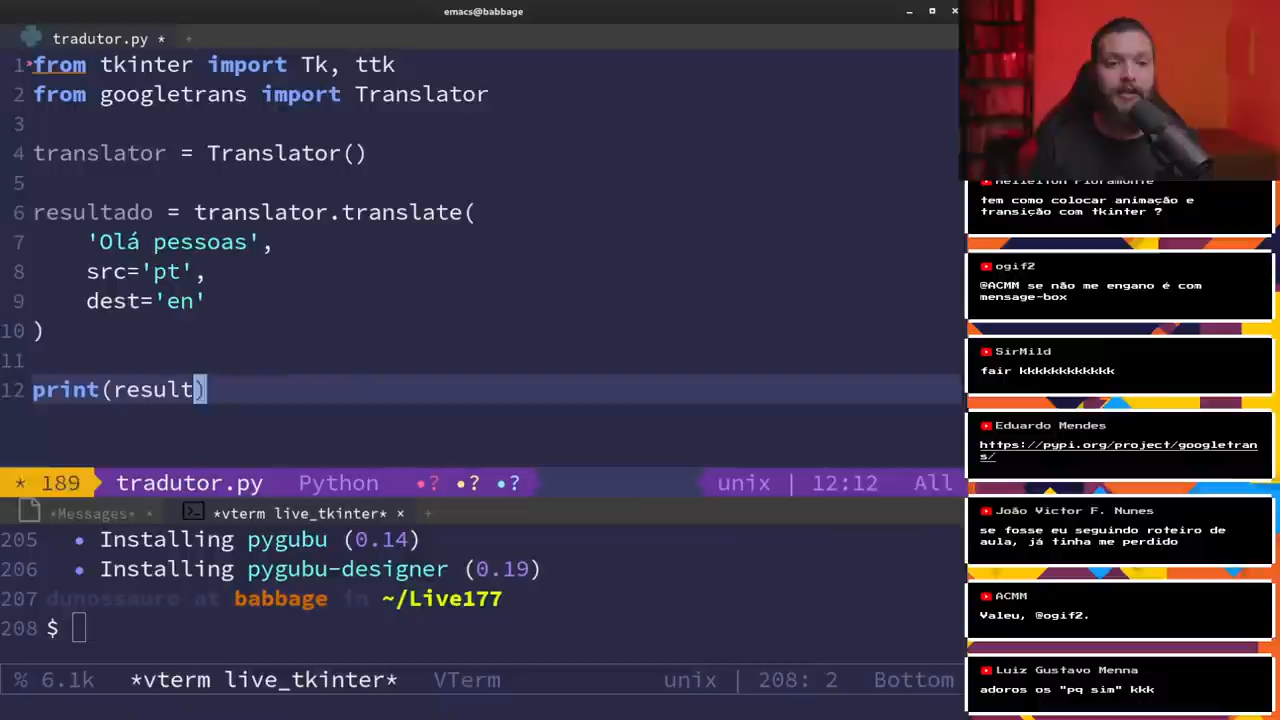 emacs@babbage
tradutor.py * +
1 from tkinter import Tk, ttk
2 from googletrans import Translator
3
4 translator = Translator()
5
6 resultado = translator.translate(
7 'Olá pessoas',
8 src='pt',
9 dest='en'
10 )
11
12 print(result)
* 189 tradutor.py Python •? •? •? unix | 12:12 All
*Messages* × *vterm live_tkinter* × +
205 • Installing pygubu (0.14)
206 • Installing pygubu-designer (0.19)
207 dunossauro at babbage in ~/Live177
208 $
% 6.1k *vterm live_tkinter* VTerm unix | 208: 2 Bottom
tem como colocar animação e
transição com tkinter ?
ogif2
@ACMM se não me engano é com
mensage-box
SirMild
fair kkkkkkkkkkkk
Eduardo Mendes
https://pypi.org/project/googletran
s/
João Victor F. Nunes
se fosse eu seguindo roteiro de
aula, já tinha me perdido
ACMM
Valeu, @ogif2.
Luiz Gustavo Menna
adoros os "pq sim" kkk